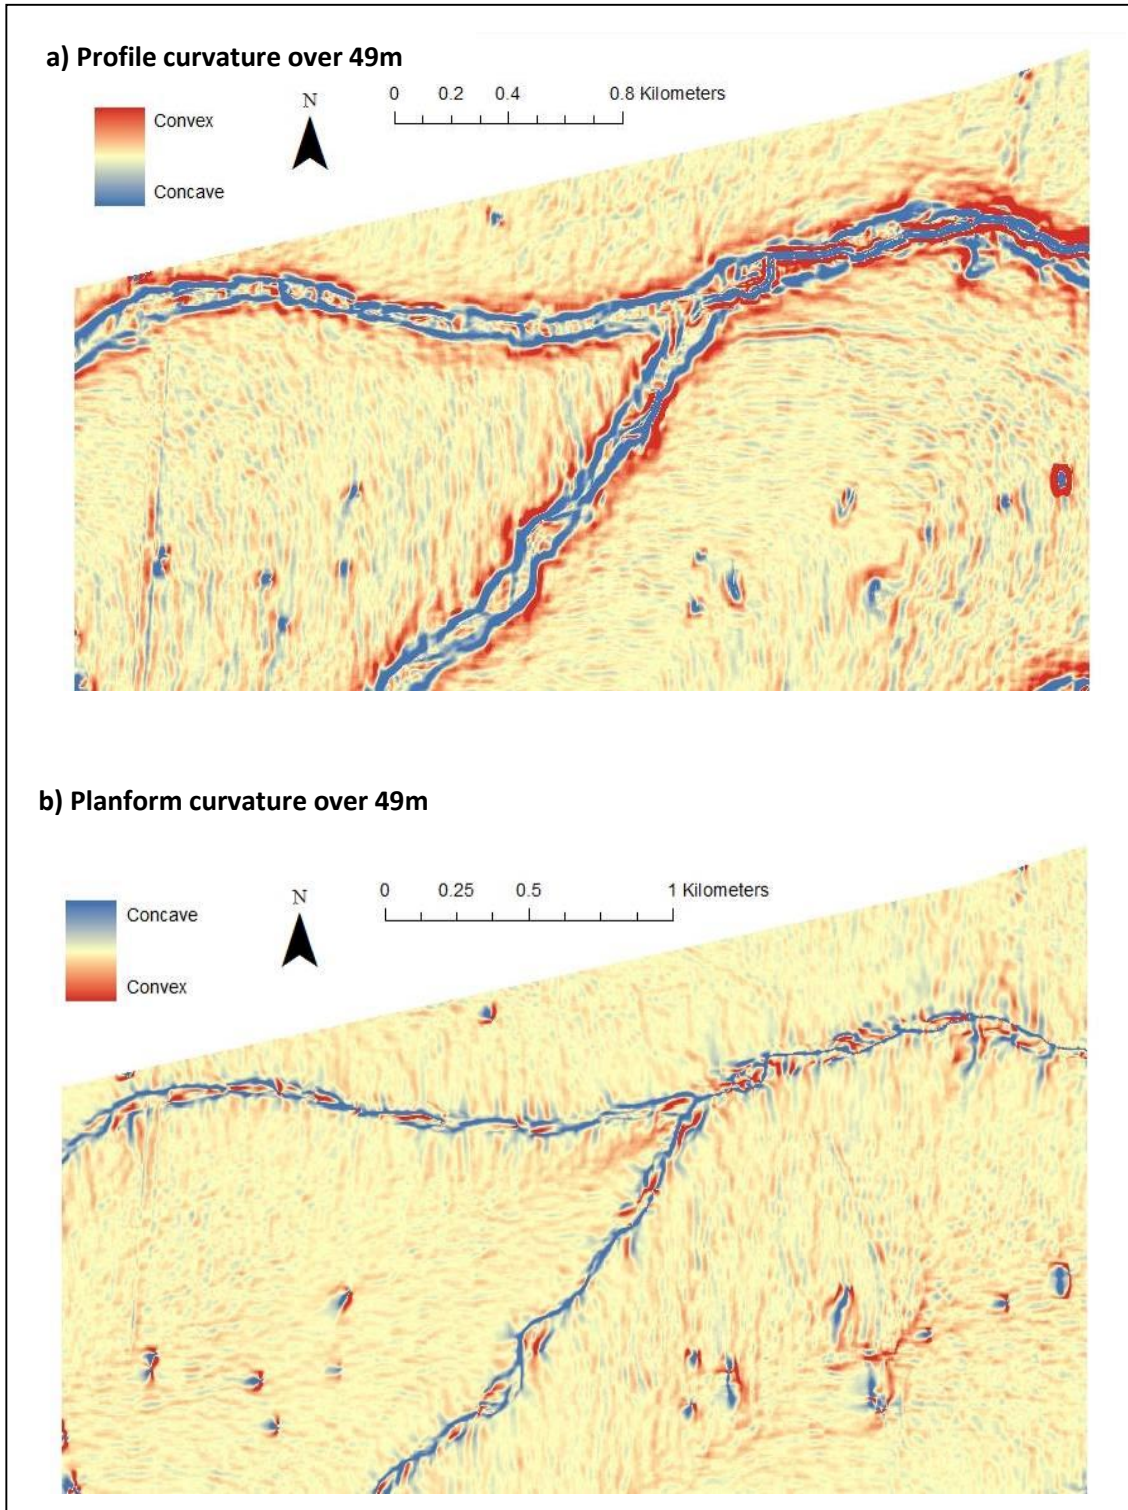 a) Profile curvature over 49m
N
0 0.2 0.4 0.8 Kilometers
Convex
Concave
b) Planform curvature over 49m
N
0 0.25 0.5 1 Kilometers
Concave
Convex